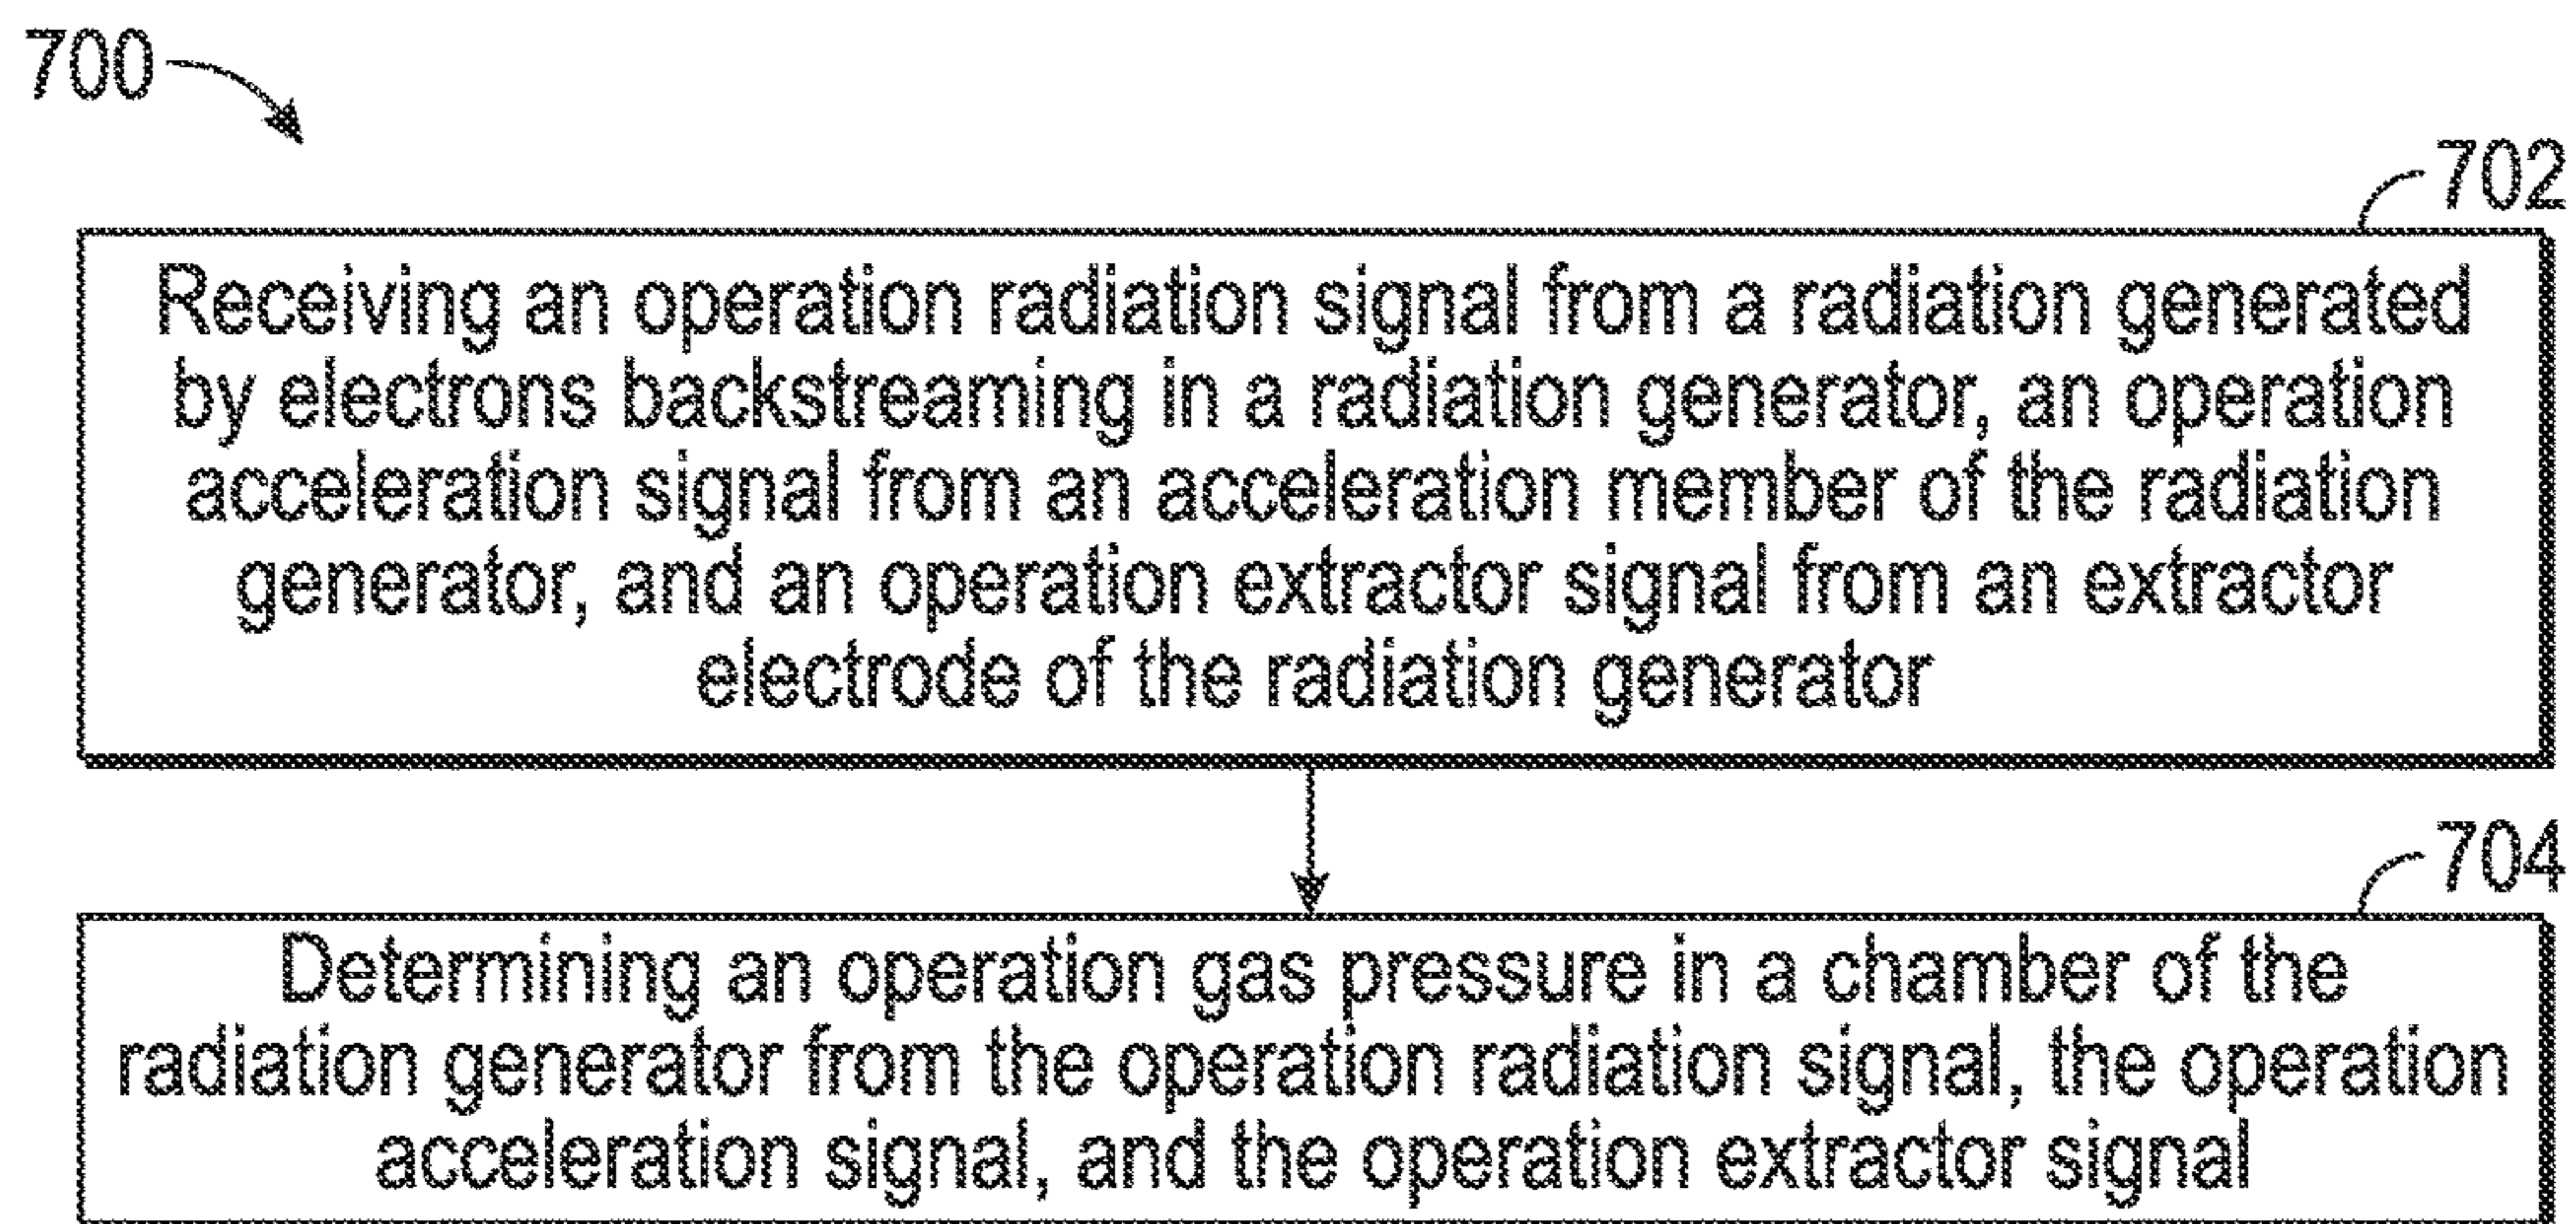 700
702
Receiving an operation radiation signal from a radiation generated
by electrons backstreaming in a radiation generator, an operation
acceleration signal from an acceleration member of the radiation
generator, and an operation extractor signal from an extractor
electrode of the radiation generator
704
Determining an operation gas pressure in a chamber of the
radiation generator from the operation radiation signal, the operation
acceleration signal, and the operation extractor signal